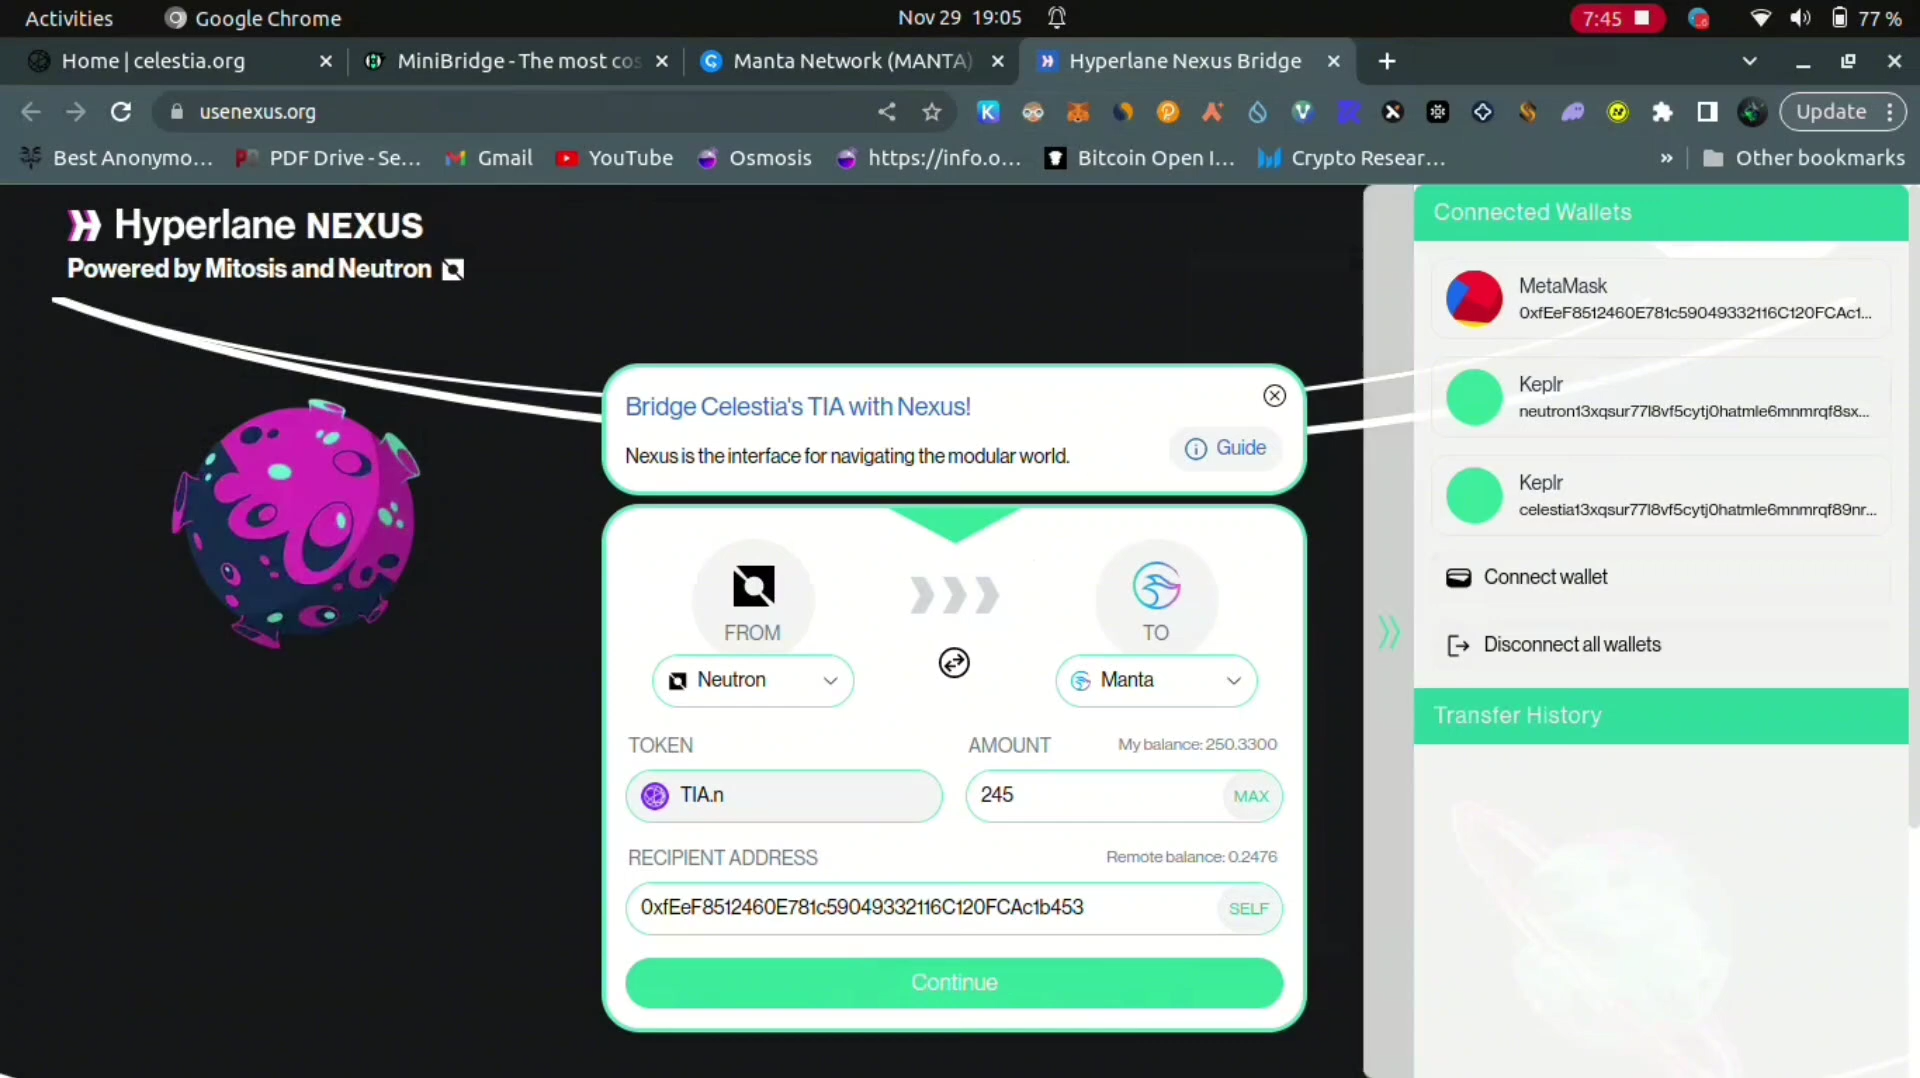 Activities
Google Chrome
Nov 29 19:05
7:45
77 %
Home | celestia.org
MiniBridge - The most cos
Manta Network (MANTA)
Hyperlane Nexus Bridge
usenexus.org
Update
Best Anonymo...
PDF Drive - Se...
Gmail
YouTube
Osmosis
https://info.o...
Bitcoin Open I...
Crypto Resear...
»
Other bookmarks
Hyperlane NEXUS
Powered by Mitosis and Neutron
Bridge Celestia's TIA with Nexus!
Nexus is the interface for navigating the modular world.
Guide
FROM
TO
Neutron
Manta
TOKEN
AMOUNT
My balance: 250.3300
TIA.n
245
MAX
RECIPIENT ADDRESS
Remote balance: 0.2476
0xfEeF8512460E781c59049332116C120FCAc1b453
SELF
Continue
Connected Wallets
MetaMask
0xfEeF8512460E781c59049332116C120FCAc1...
Keplr
neutron13xqsur77l8vf5cytj0hatmle6mnmrqf8sx...
Keplr
celestia13xqsur77l8vf5cytj0hatmle6mnmrqf89nr...
Connect wallet
Disconnect all wallets
Transfer History